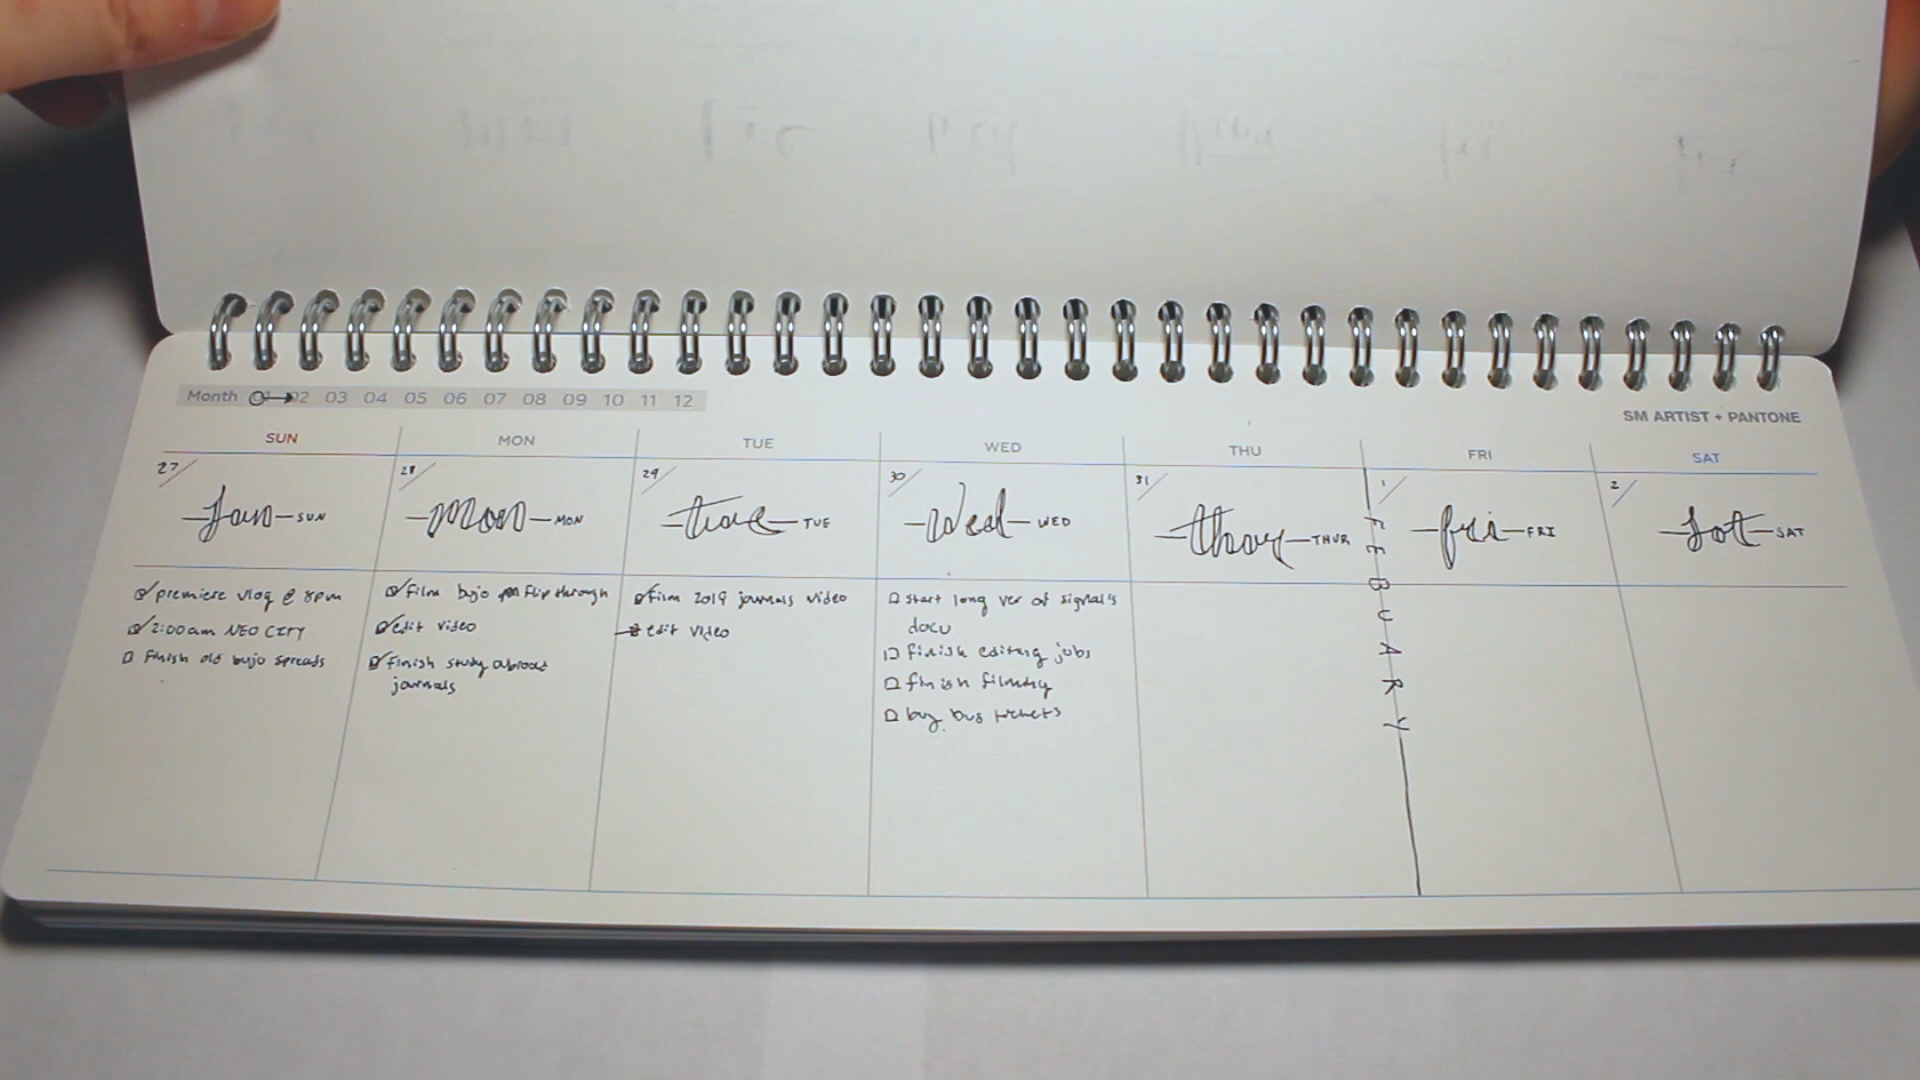 Month 01 02 03 04 05 06 07 08 09 10 11 12
SM ARTIST + PANTONE
SUN MON TUE WED THU FRI SAT
27 28 29 30 31 1 2
Sun SUN
Mon MON
tue TUE
Wed WED
thur THUR
fri FRI
Sat SAT
FEBUARY
premiere vlog @ 8pm
2:00am NEO CITY
finish old bujo spreads
film bujo flip through
edit video
finish study abroad
journals
film 2019 journals video
edit video
start long ver of signals
docu
finish editing jobs
finish filming
buy bus tickets